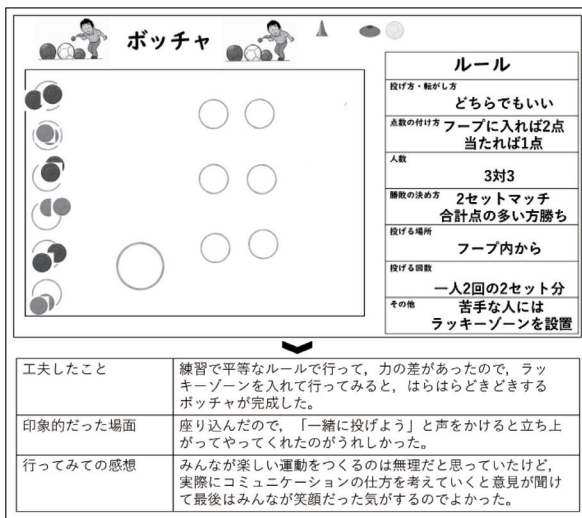 ボッチャ
ルール
投げ方・転がし方
どちらでもいい
点数の付け方 フープに入れば2点
当たれば1点
人数
3対3
勝敗の決め方 2セットマッチ
合計点の多い方勝ち
投げる場所
フープ内から
投げる回数
一人2回の2セット分
その他 苦手な人には
ラッキーゾーンを設置
工夫したこと
練習で平等なルールで行って，力の差があったので，ラッ
キーゾーンを入れて行ってみると，はらはらどきどきする
ボッチャが完成した。
印象的だった場面
座り込んだので，「一緒に投げよう」と声をかけると立ち上
がってやってくれたのがうれしかった。
行ってみての感想
みんなが楽しい運動をつくるのは無理だと思っていたけど，
実際にコミュニケーションの仕方を考えていくと意見が聞け
て最後はみんなが笑顔だった気がするのでよかった。